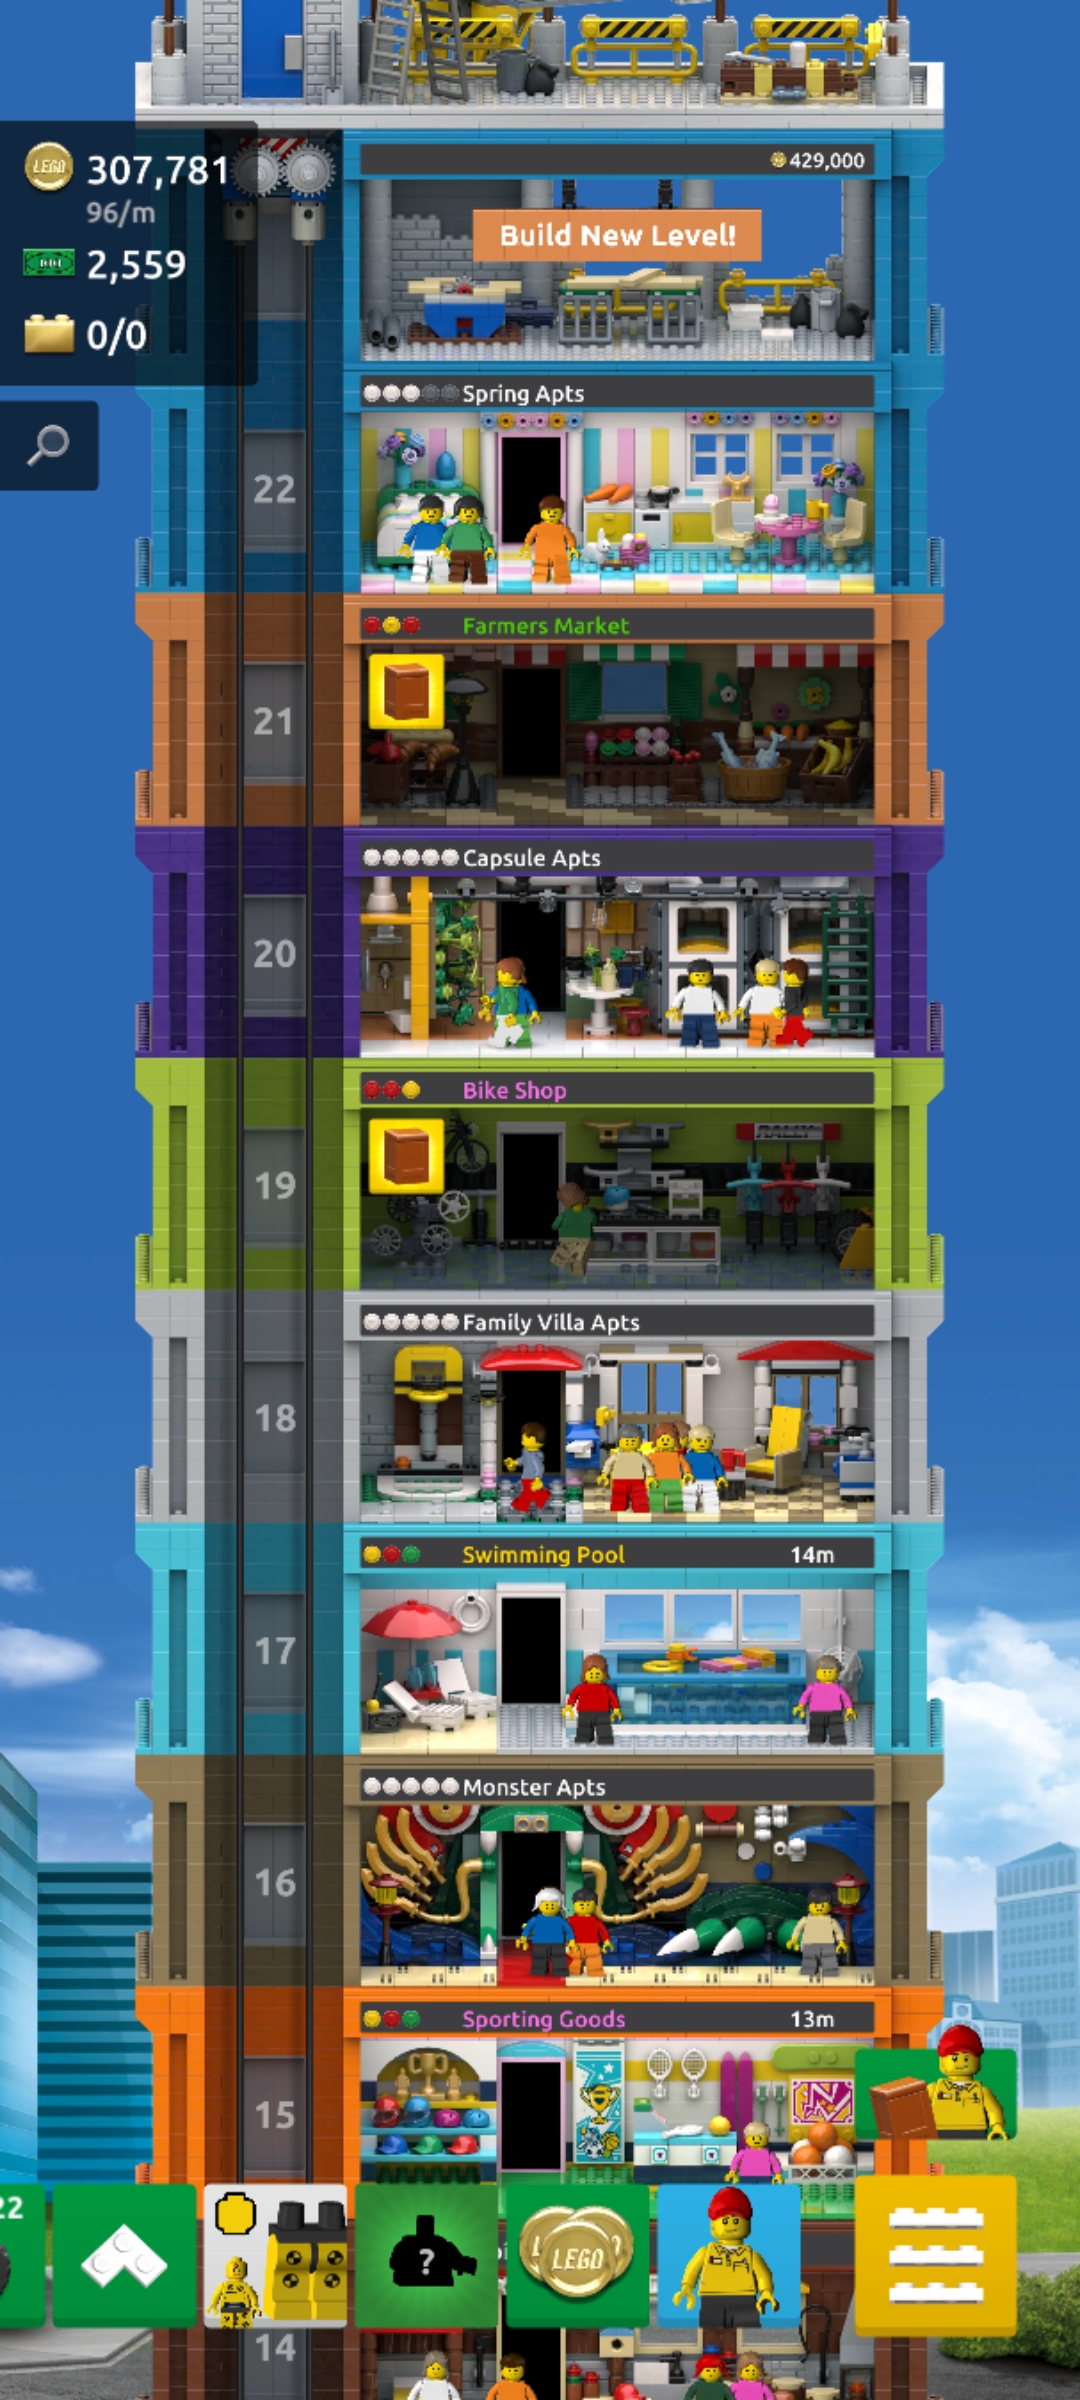 LEGO 307,781
96/m
2,559
0/0
429,000
Build New Level!
Spring Apts
22
Farmers Market
21
Capsule Apts
20
Bike Shop
RALLY
19
Family Villa Apts
18
Swimming Pool 14m
17
Monster Apts
16
Sporting Goods 13m
15
22
?
LEGO
14